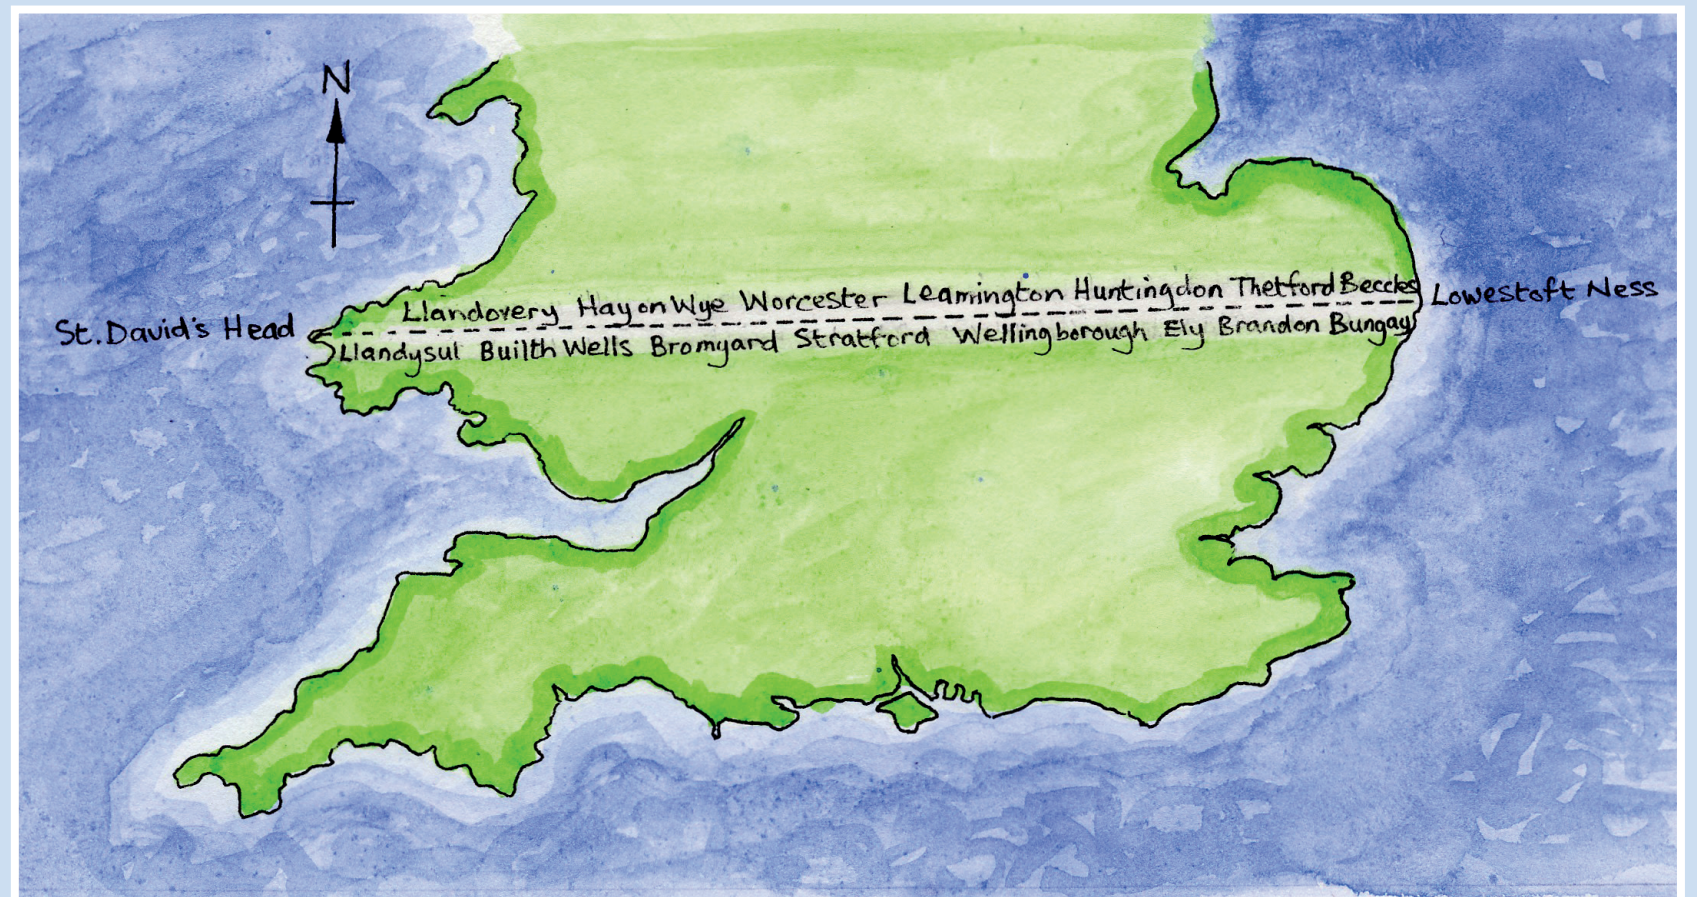 N
Llandovery Hay on Wye Worcester Leamington Huntingdon Thetford Beccles
St. David's Head
Lowestoft Ness
Llandysul Builth Wells Bromyard Stratford Wellingborough Ely Brandon Bungay